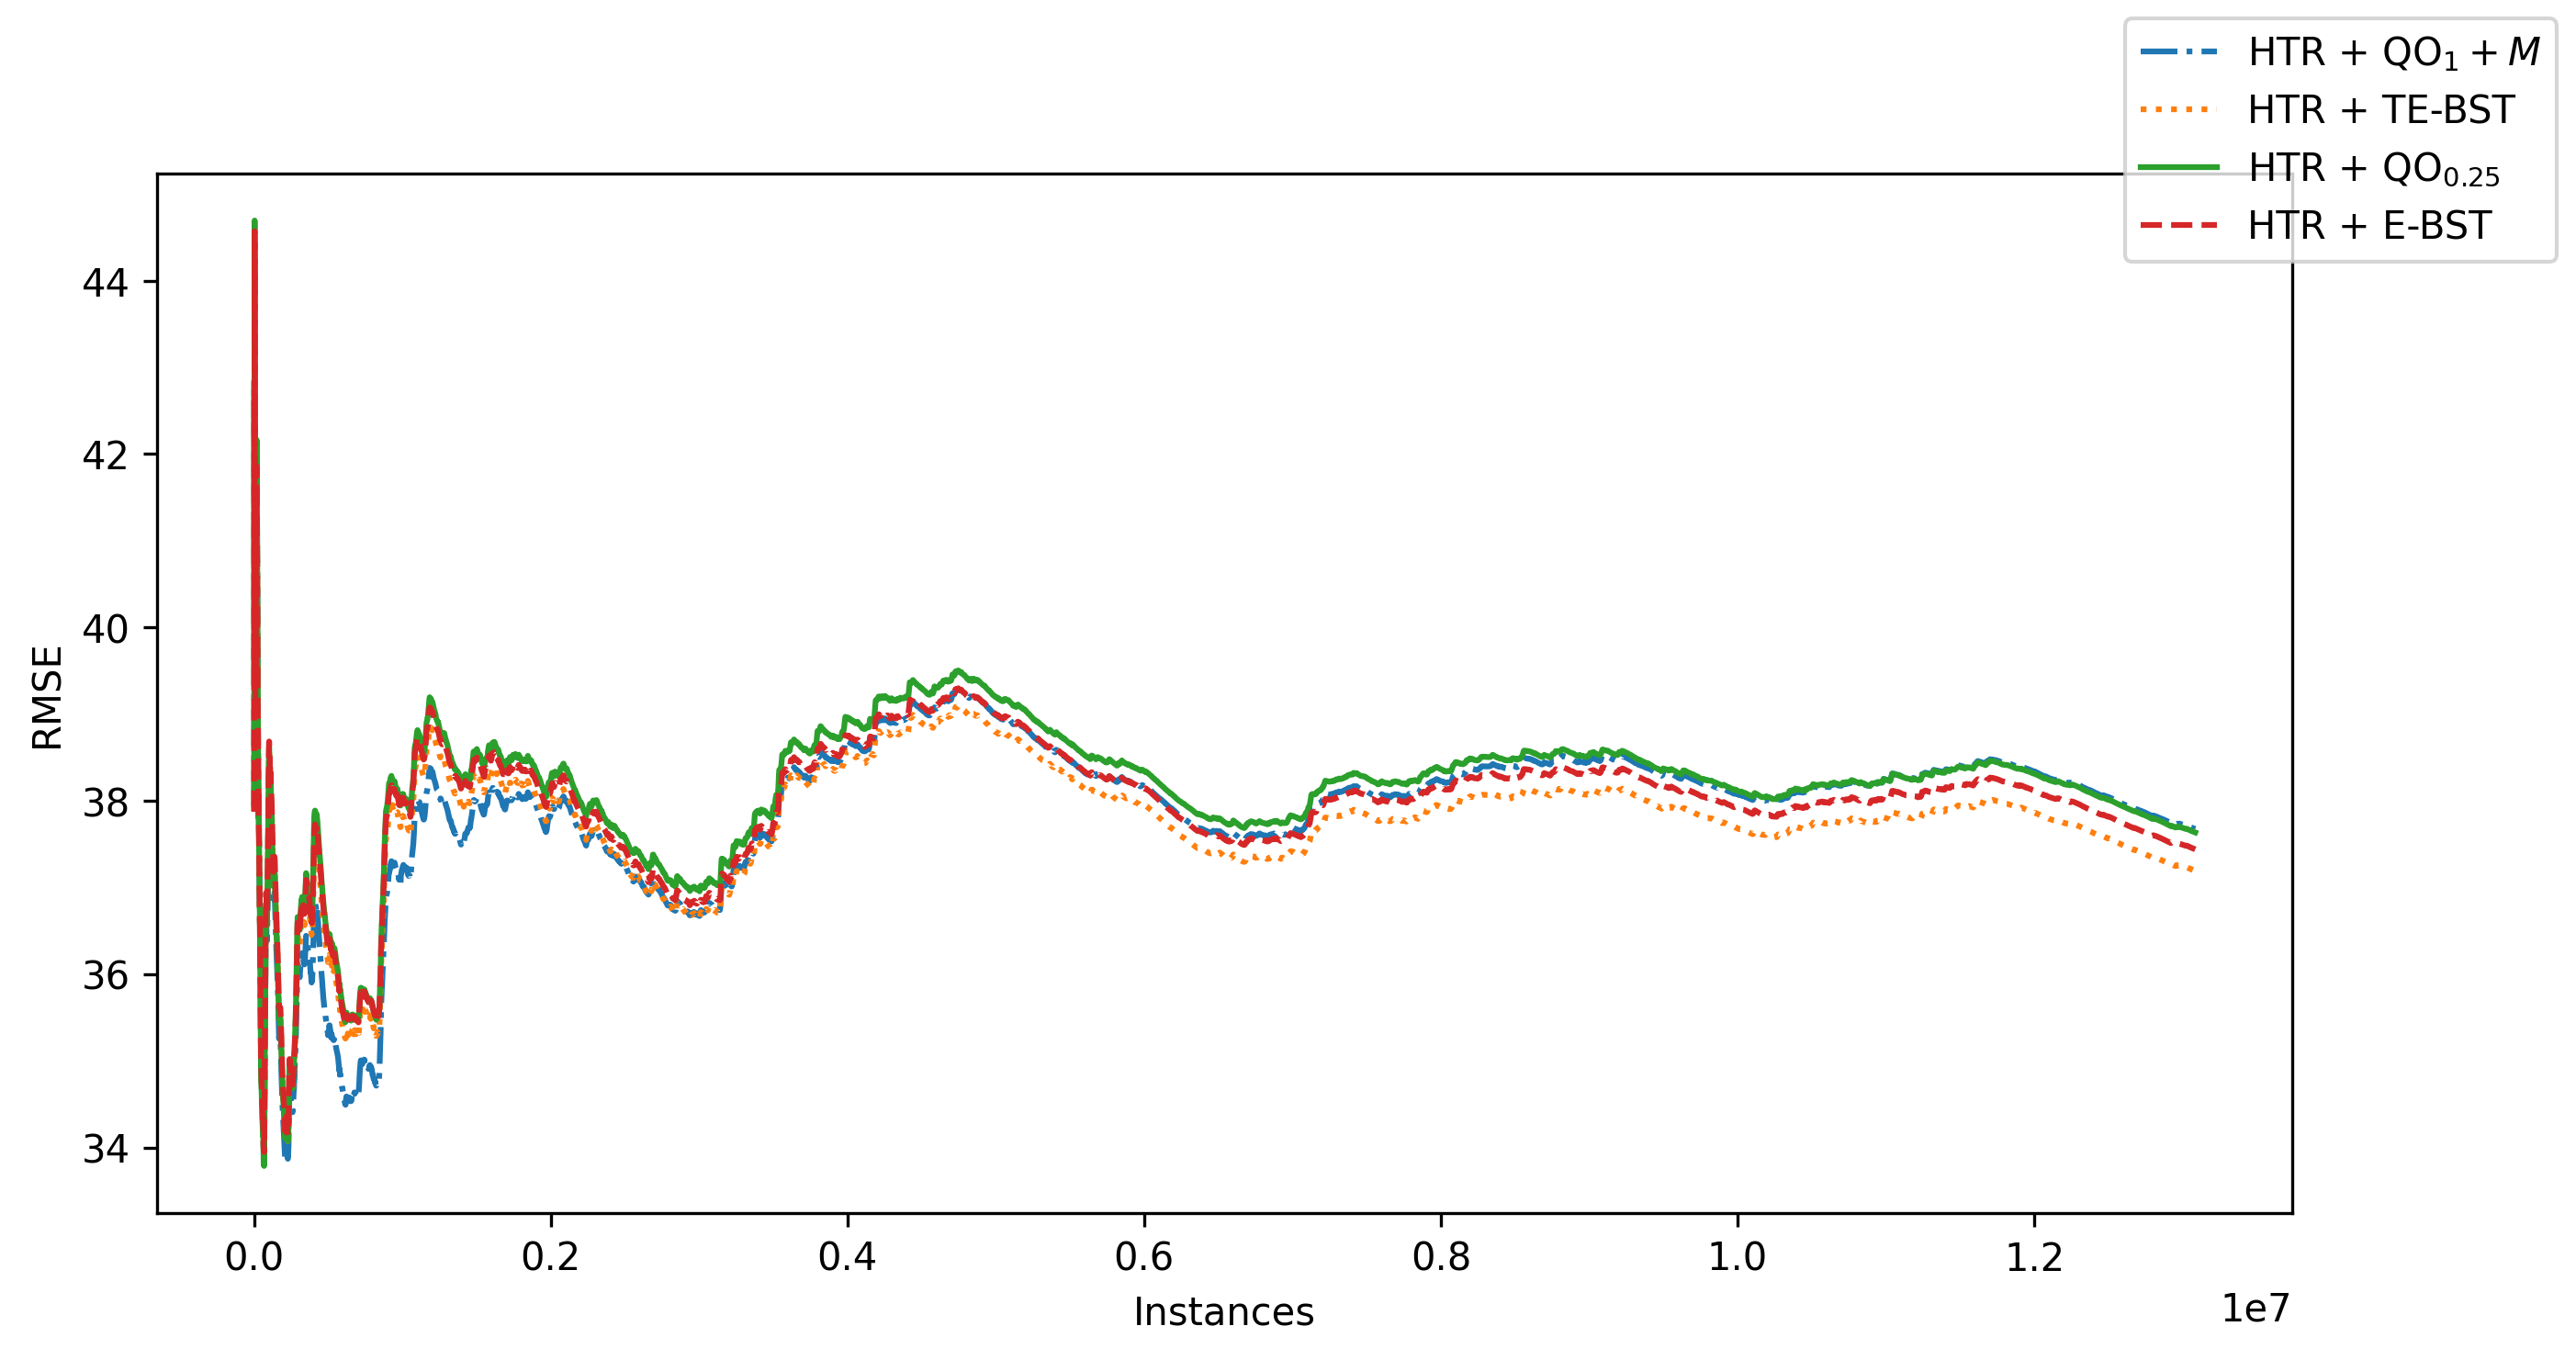 HTR + QO₁ + M
HTR + TE-BST
HTR + QO₀.₂₅
HTR + E-BST
44
42
40
38
36
34
RMSE
0.0 0.2 0.4 0.6 0.8 1.0 1.2
Instances
1e7